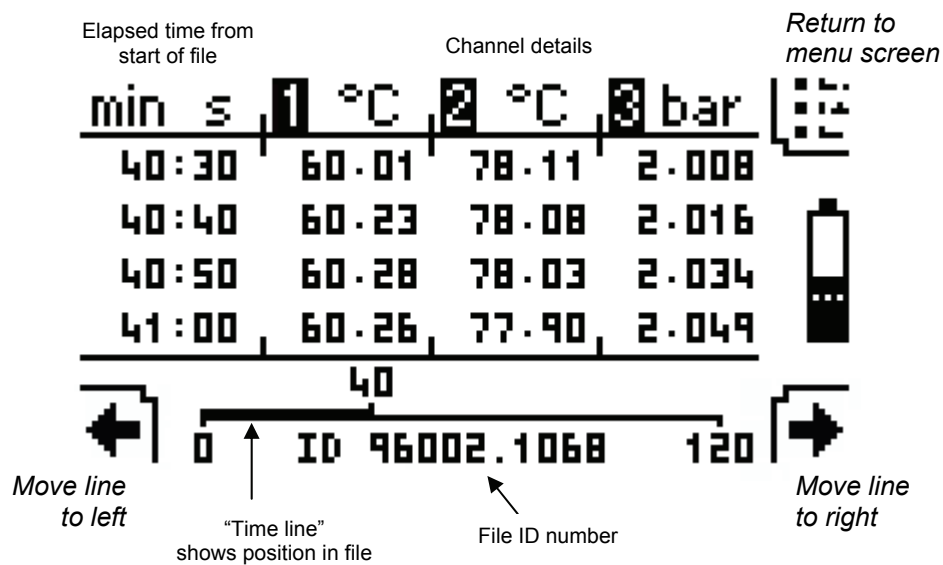 Elapsed time from
start of file
Channel details
Return to
menu screen
min s 1 °C 2 °C 3 bar
40:30 60.01 78.11 2.008
40:40 60.23 78.08 2.016
40:50 60.28 78.03 2.034
41:00 60.26 77.90 2.049
40
0 ID 96002.1068 120
Move line
to left
"Time line"
shows position in file
File ID number
Move line
to right